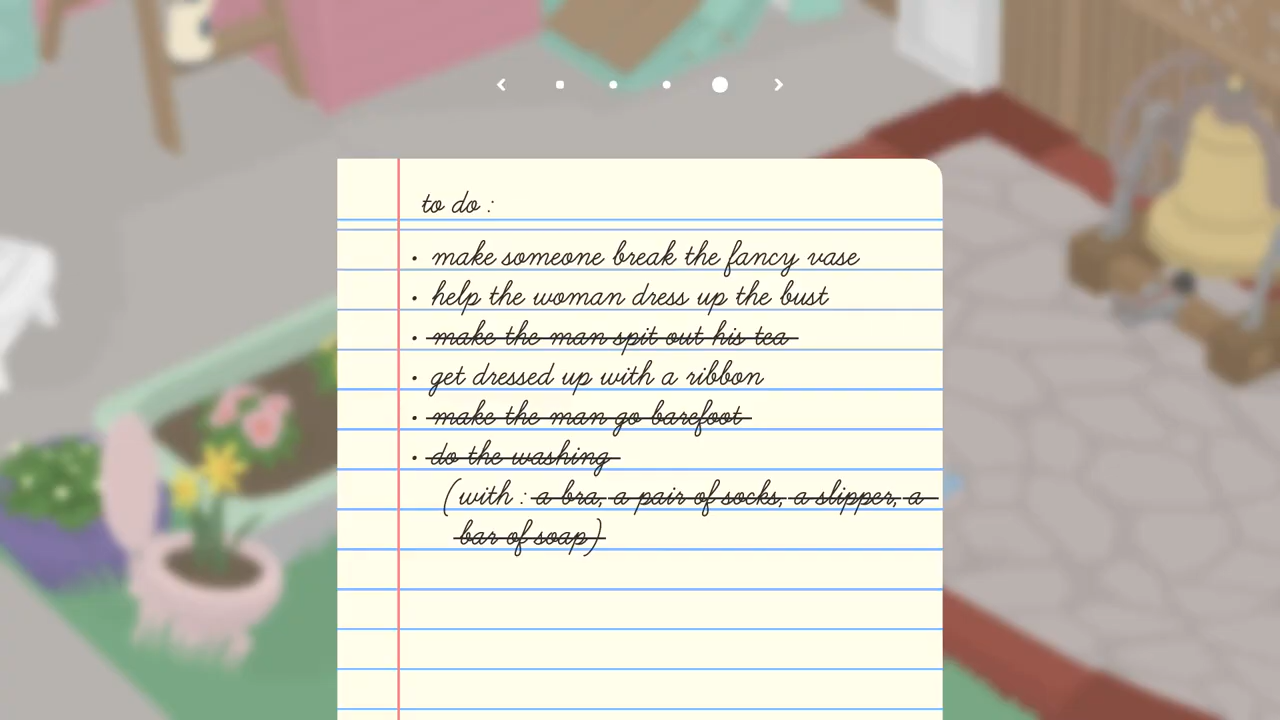 to do :
• make someone break the fancy vase
• help the woman dress up the bust
• make the man spit out his tea
• get dressed up with a ribbon
• make the man go barefoot
• do the washing
(with : a bra, a pair of socks, a slipper, a
bar of soap)